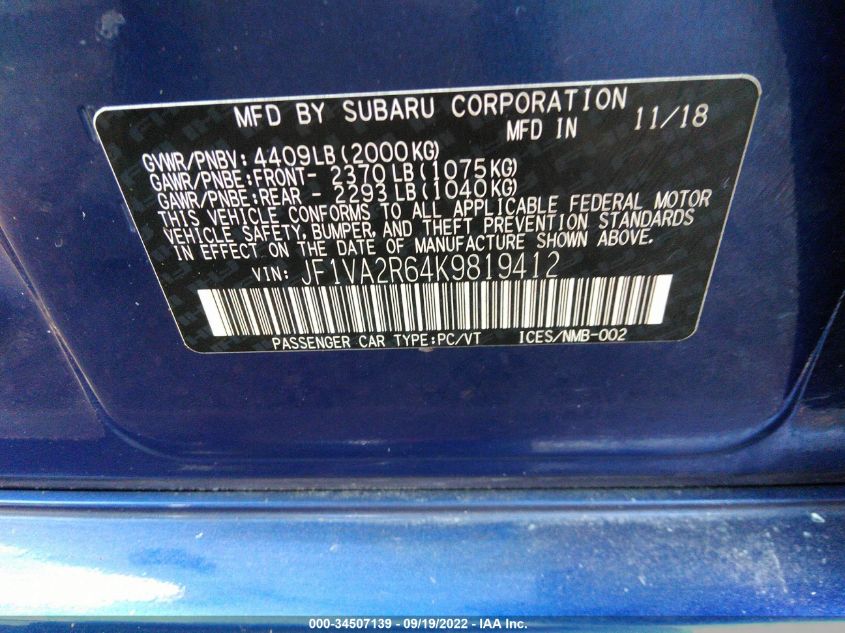 MFD BY SUBARU CORPORATION
MFD IN 11/18
GVWR/PNBV: 4409LB(2000KG)
GAWR/PNBE:FRONT- 2370LB(1075KG)
GAWR/PNBE:REAR - 2293LB(1040KG)
THIS VEHICLE CONFORMS TO ALL APPLICABLE FEDERAL MOTOR
VEHICLE SAFETY, BUMPER, AND THEFT PREVENTION STANDARDS
IN EFFECT ON THE DATE OF MANUFACTURE SHOWN ABOVE.
VIN: JF1VA2R64K9819412
PASSENGER CAR TYPE:PC/VT ICES/NMB-002
000-34507139 - 09/19/2022 - IAA Inc.